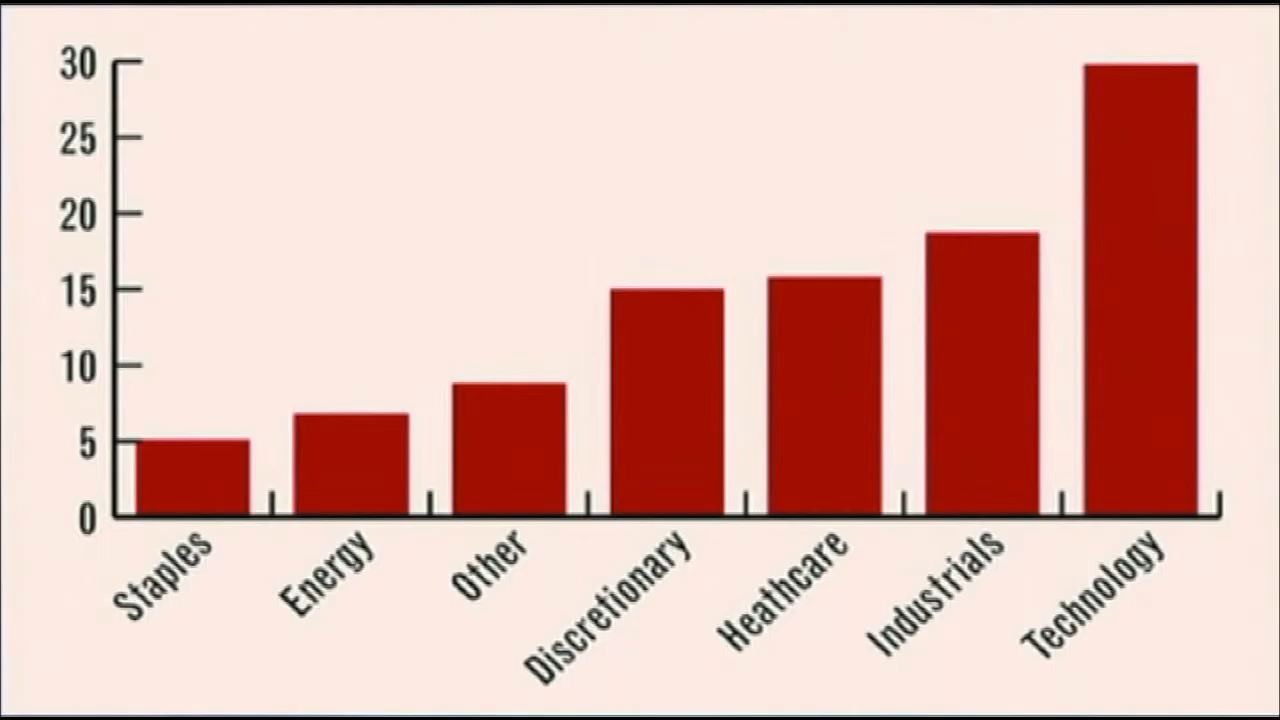 30
25
20
15
10
5
0
Staples
Energy
Other
Discretionary
Heathcare
Industrials
Technology